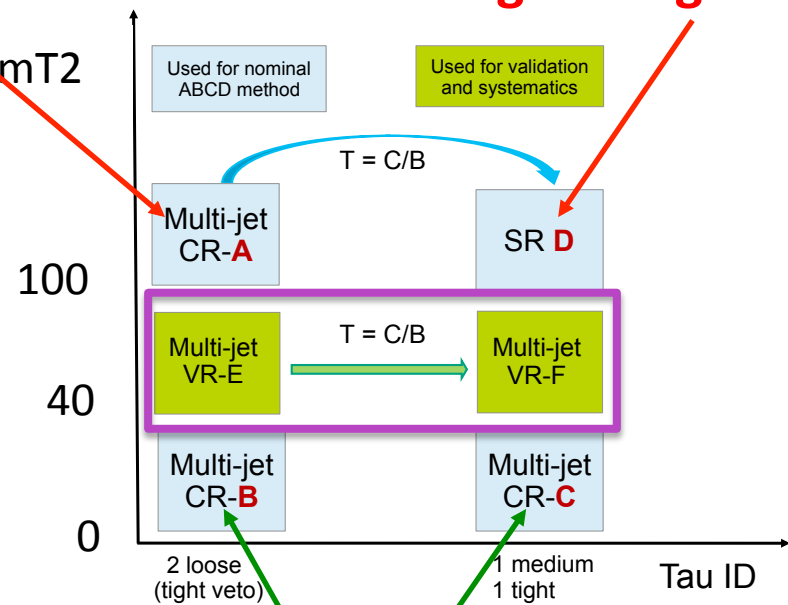 mT2
Used for nominal
ABCD method
Used for validation
and systematics
T = C/B
Multi-jet
CR-A
SR D
100
T = C/B
Multi-jet
VR-E
Multi-jet
VR-F
40
Multi-jet
CR-B
Multi-jet
CR-C
0
2 loose
(tight veto)
1 medium
1 tight
Tau ID